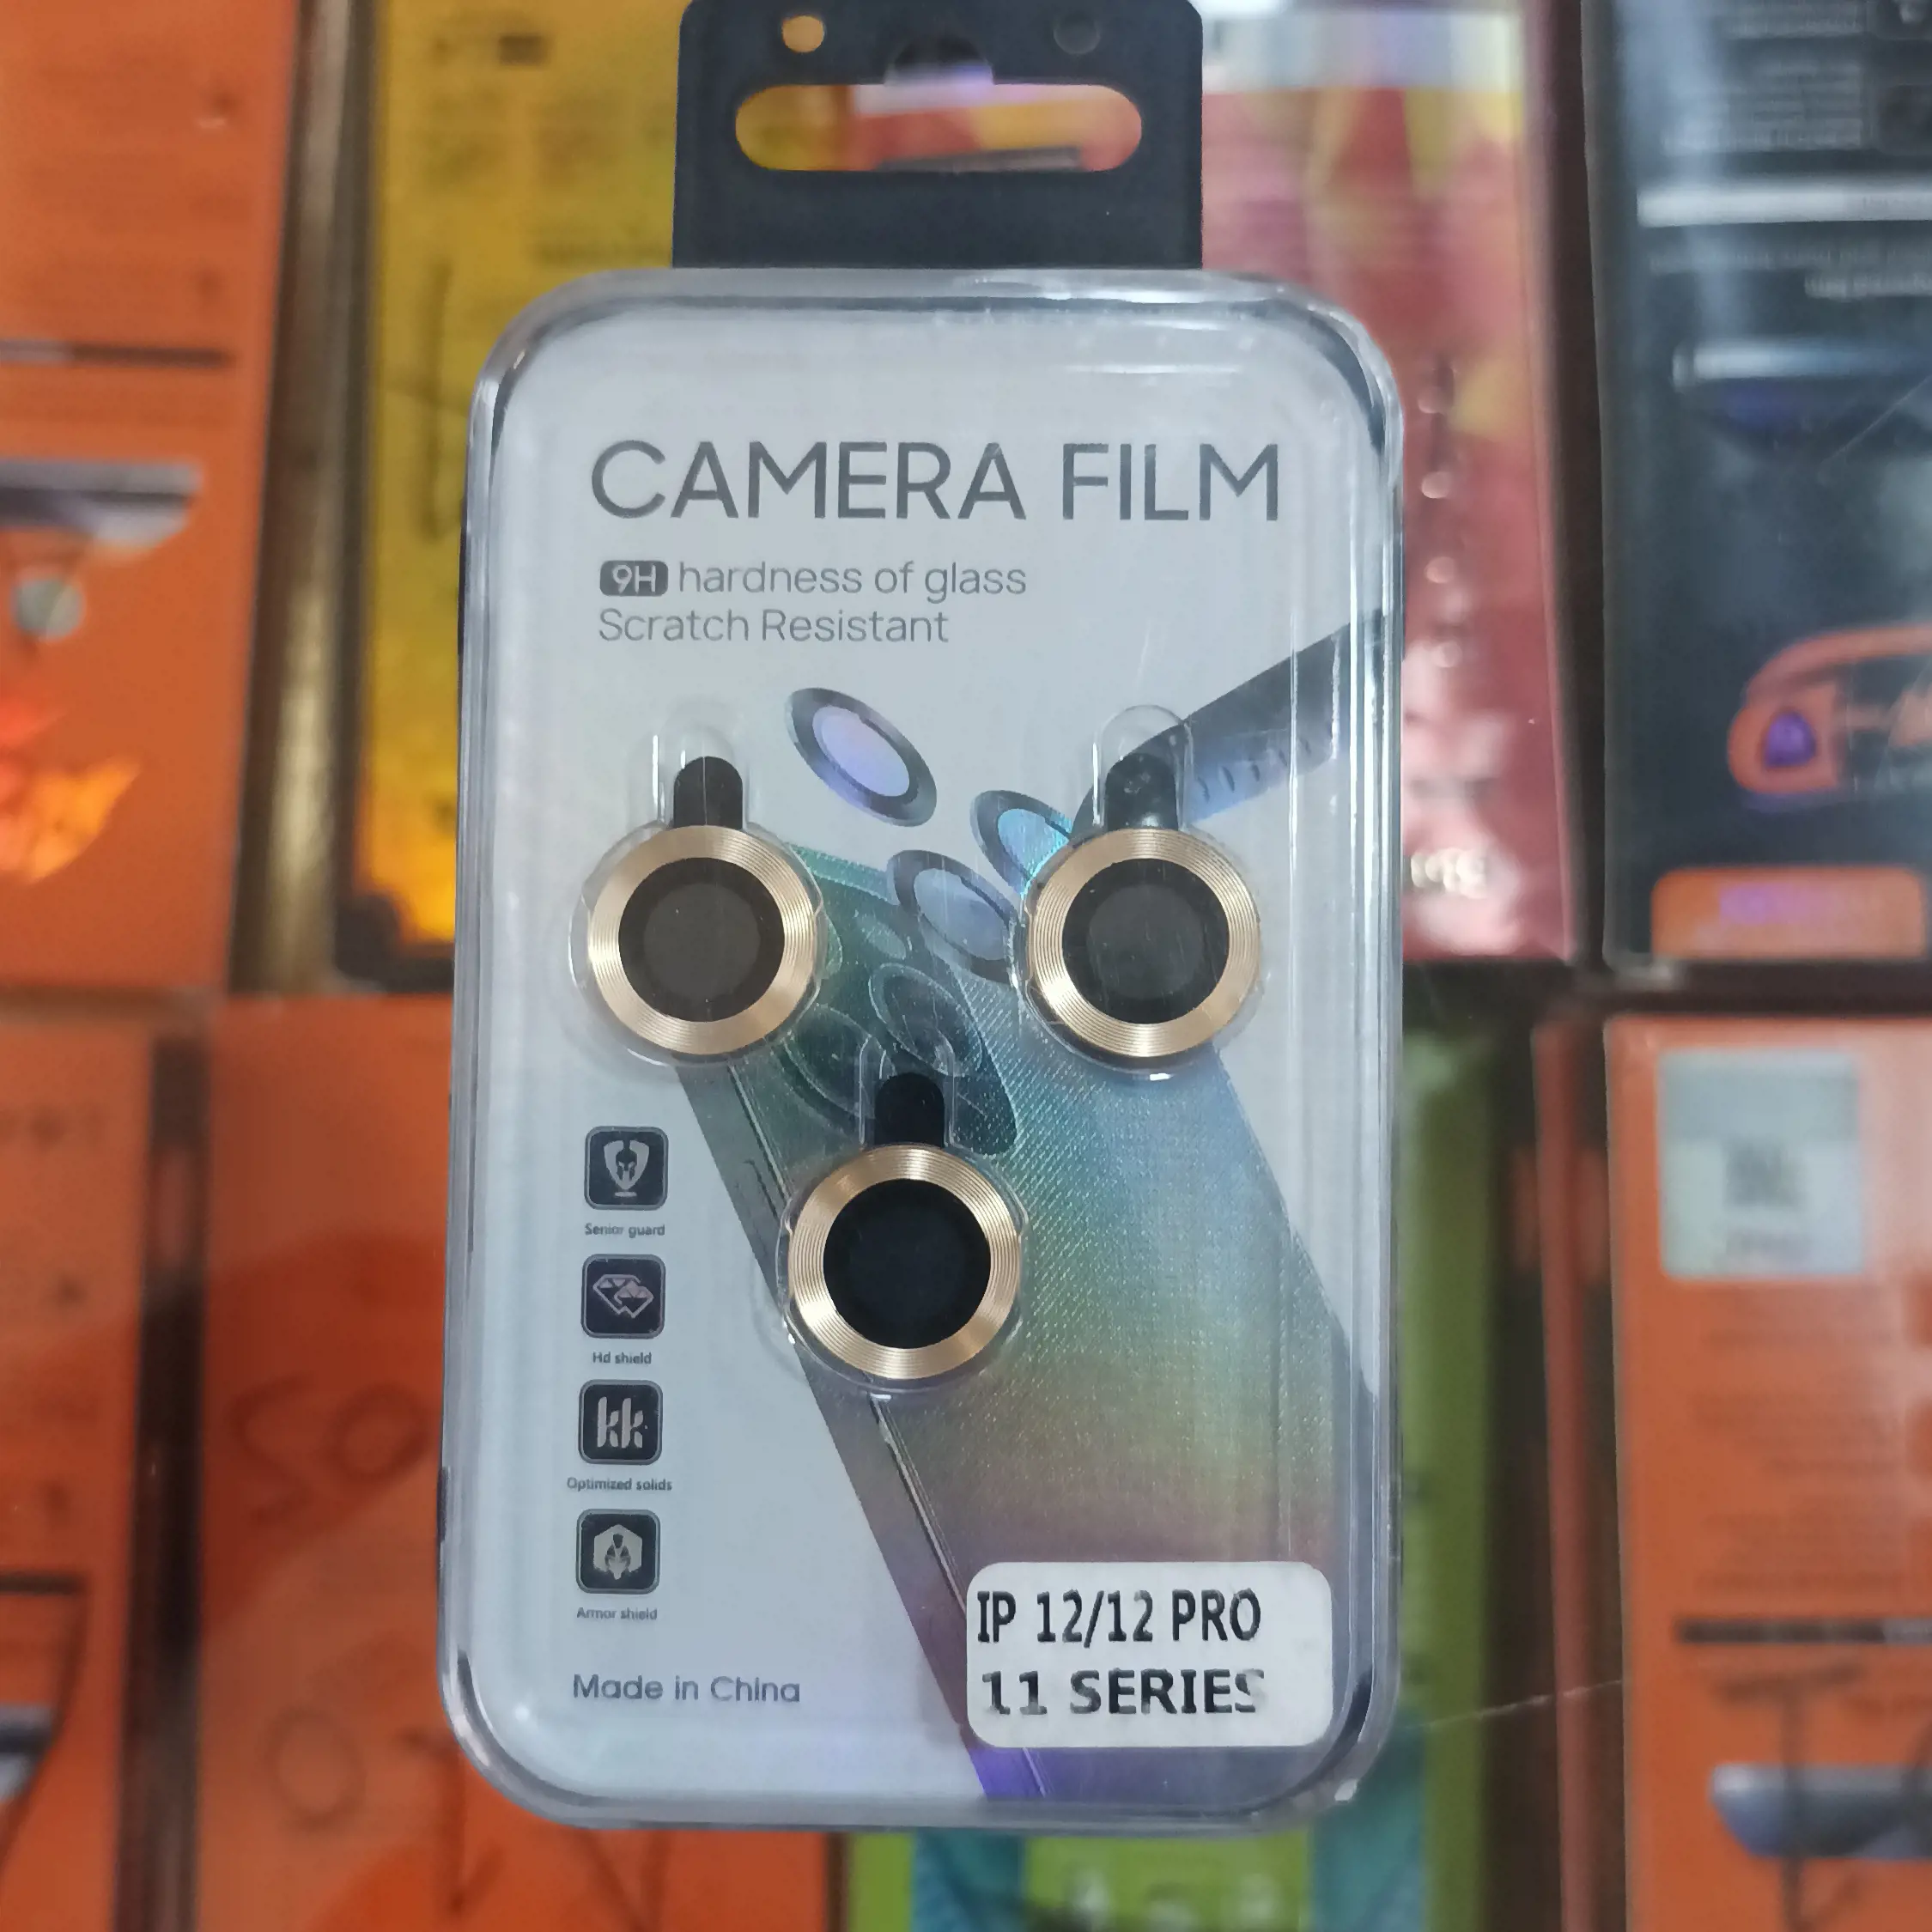 CAMERA FILM
9H hardness of glass
Scratch Resistant
Senior guard
Hd shield
kk
Optimized solids
Armor shield
Made in China
IP 12/12 PRO
11 SERIES